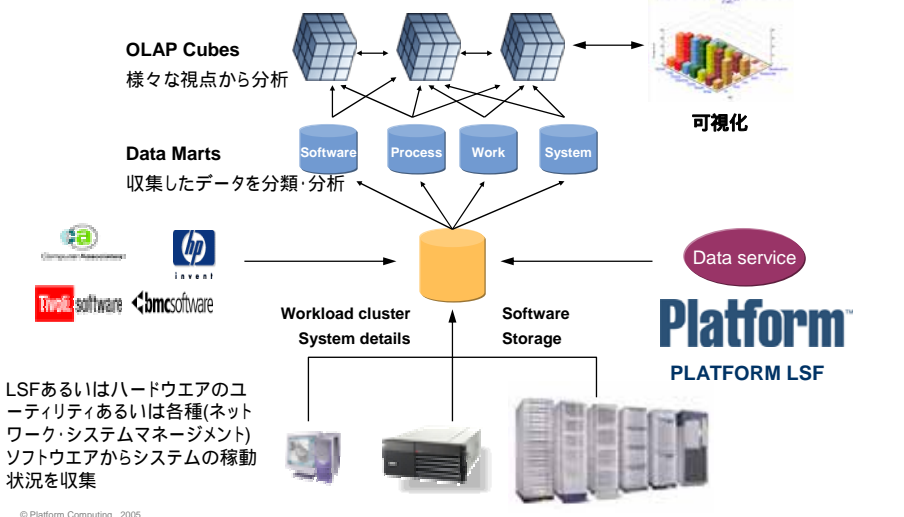 OLAP Cubes
様々な視点から分析
可視化
Data Marts
収集したデータを分類・分析
Software
Process
Work
System
Computer Associates
hp
invent
Tivoli software
bmcsoftware
Data service
Platform™
PLATFORM LSF
Workload cluster
System details
Software
Storage
LSFあるいはハードウエアのユ
ーティリティあるいは各種(ネット
ワーク・システムマネージメント)
ソフトウエアからシステムの稼動
状況を収集
© Platform Computing 2005